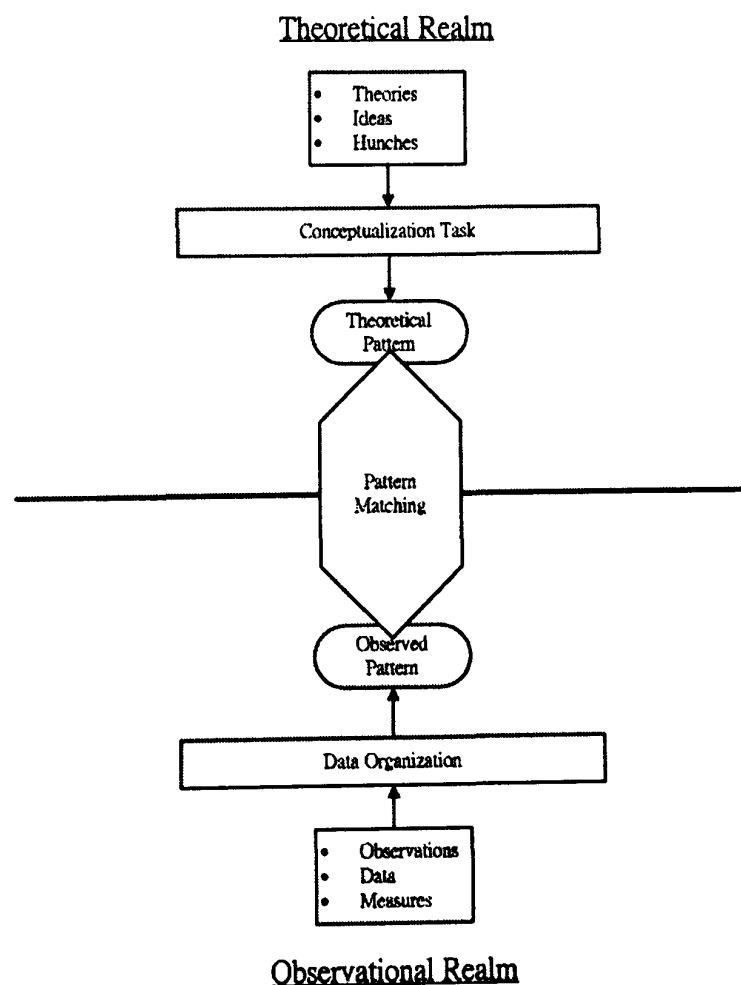 Theoretical Realm
• Theories
• Ideas
• Hunches
Conceptualization Task
Theoretical
Pattern
Pattern
Matching
Observed
Pattern
Data Organization
• Observations
• Data
• Measures
Observational Realm